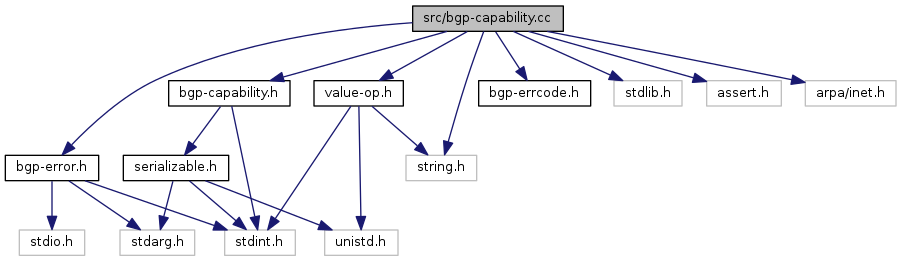 src/bgp-capability.cc
bgp-capability.h
value-op.h
bgp-errcode.h
stdlib.h
assert.h
arpa/inet.h
bgp-error.h
serializable.h
string.h
stdio.h
stdarg.h
stdint.h
unistd.h